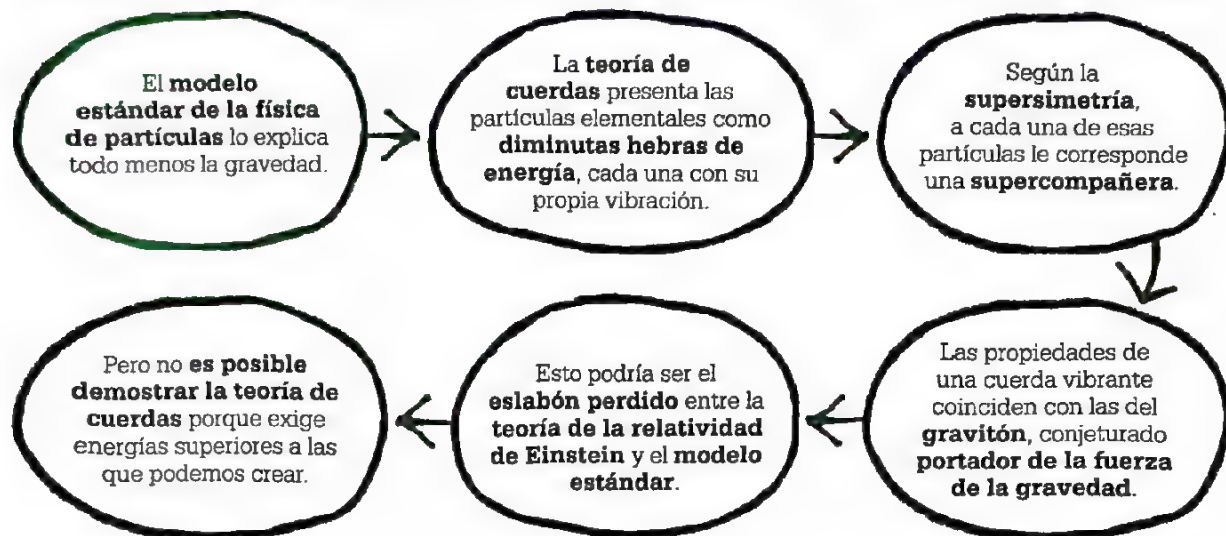 El modelo
estándar de la física
de partículas lo explica
todo menos la gravedad.
La teoría de
cuerdas presenta las
partículas elementales como
diminutas hebras de
energía, cada una con su
propia vibración.
Según la
supersimetría,
a cada una de esas
partículas le corresponde
una supercompañera.
Las propiedades de
una cuerda vibrante
coinciden con las del
gravitón, conjeturado
portador de la fuerza
de la gravedad.
Esto podría ser el
eslabón perdido entre la
teoría de la relatividad
de Einstein y el modelo
estándar.
Pero no es posible
demostrar la teoría de
cuerdas porque exige
energías superiores a las
que podemos crear.